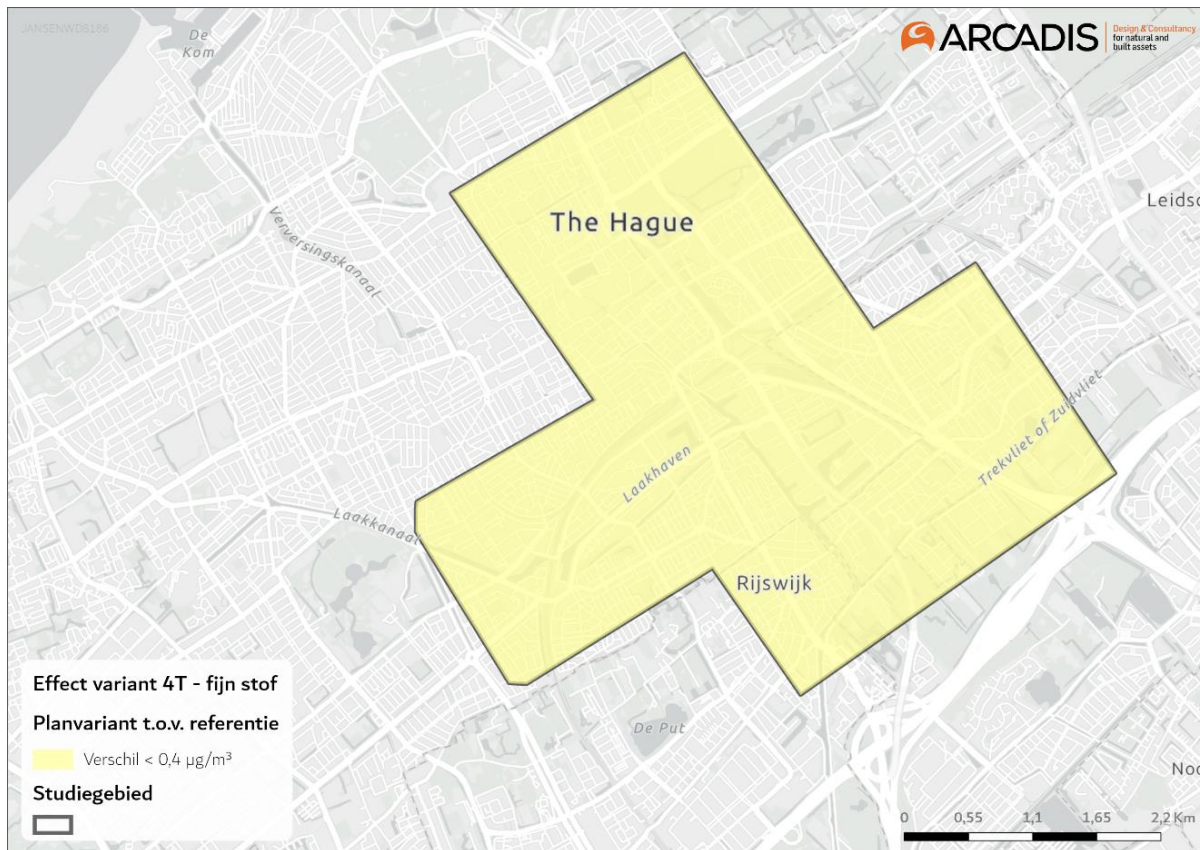 JANSENWD6186
De
Kom
ARCADIS
Design & Consultancy
for natural and
built assets
Leidsc
The Hague
Verversingskanaal
Trekvliet of Zuidvliet
Laakhaven
Laakkanaal
Rijswijk
De Put
Noo
Effect variant 4T - fijn stof
Planvariant t.o.v. referentie
Verschil < 0,4 µg/m³
Studiegebied
0 0,55 1,1 1,65 2,2 Km